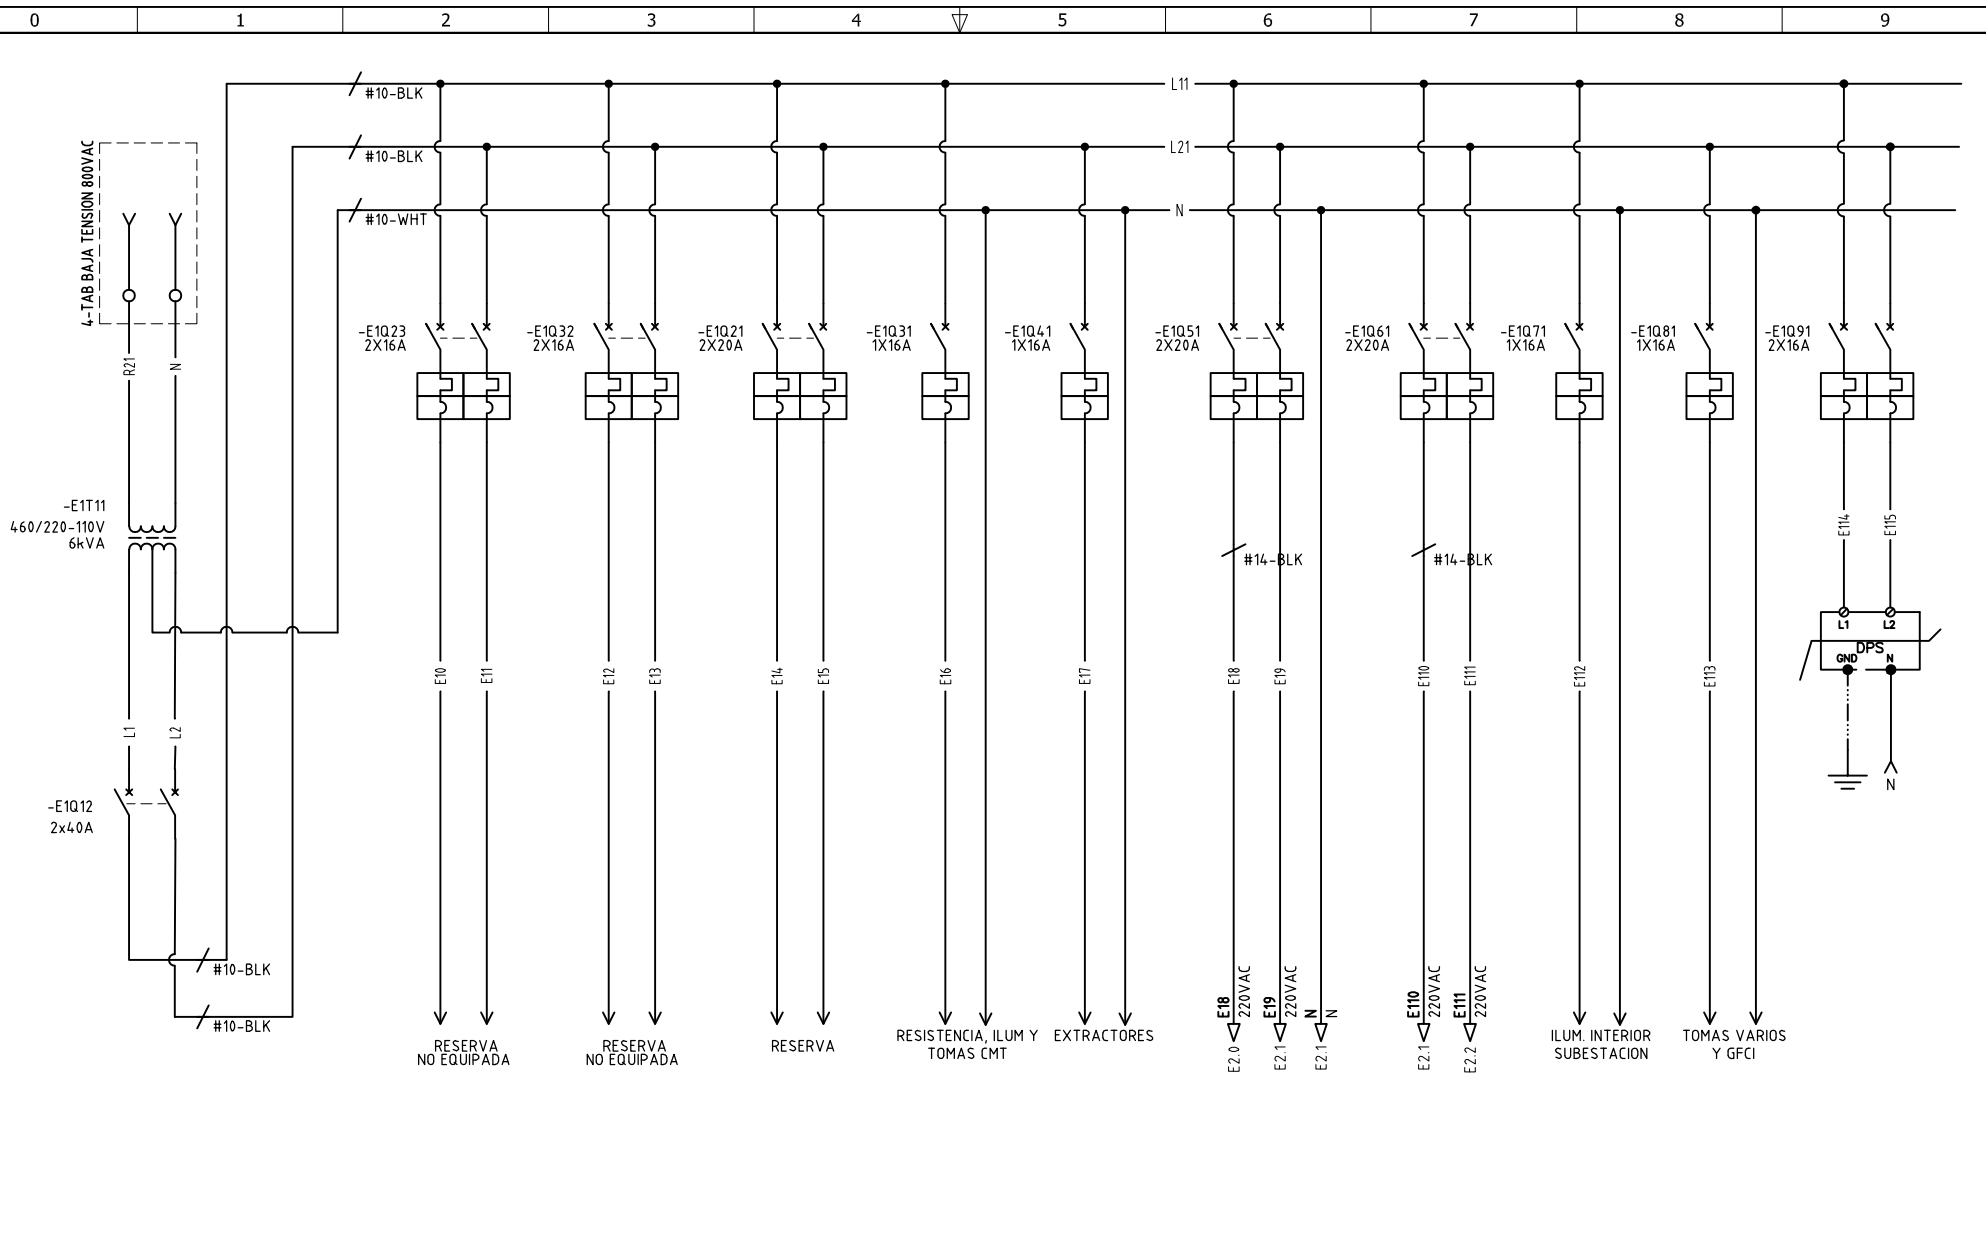 0 1 2 3 4 5 6 7 8 9
#10-BLK
L11
#10-BLK
L21
#10-WHT
N
4-TAB BAJA TENSION 800VAC
R21
N
-E1T11
460/220-110V
6kVA
L1
L2
-E1Q12
2x40A
#10-BLK
#10-BLK
-E1Q23
2X16A
E10
E11
RESERVA
NO EQUIPADA
-E1Q32
2X16A
E12
E13
RESERVA
NO EQUIPADA
-E1Q21
2X20A
E14
E15
RESERVA
-E1Q31
1X16A
E16
RESISTENCIA, ILUM Y
TOMAS CMT
-E1Q41
1X16A
E17
EXTRACTORES
-E1Q51
2X20A
#14-BLK
E18
E19
E18
220VAC
E2.0
E19
220VAC
E2.1
N
N
E2.1
-E1Q61
2X20A
#14-BLK
E110
E111
E110
220VAC
E2.1
E111
220VAC
E2.2
-E1Q71
1X16A
E112
ILUM. INTERIOR
SUBESTACION
-E1Q81
1X16A
E113
TOMAS VARIOS
Y GFCI
-E1Q91
2X16A
E114
E115
L1 L2
DPS
GND N
N